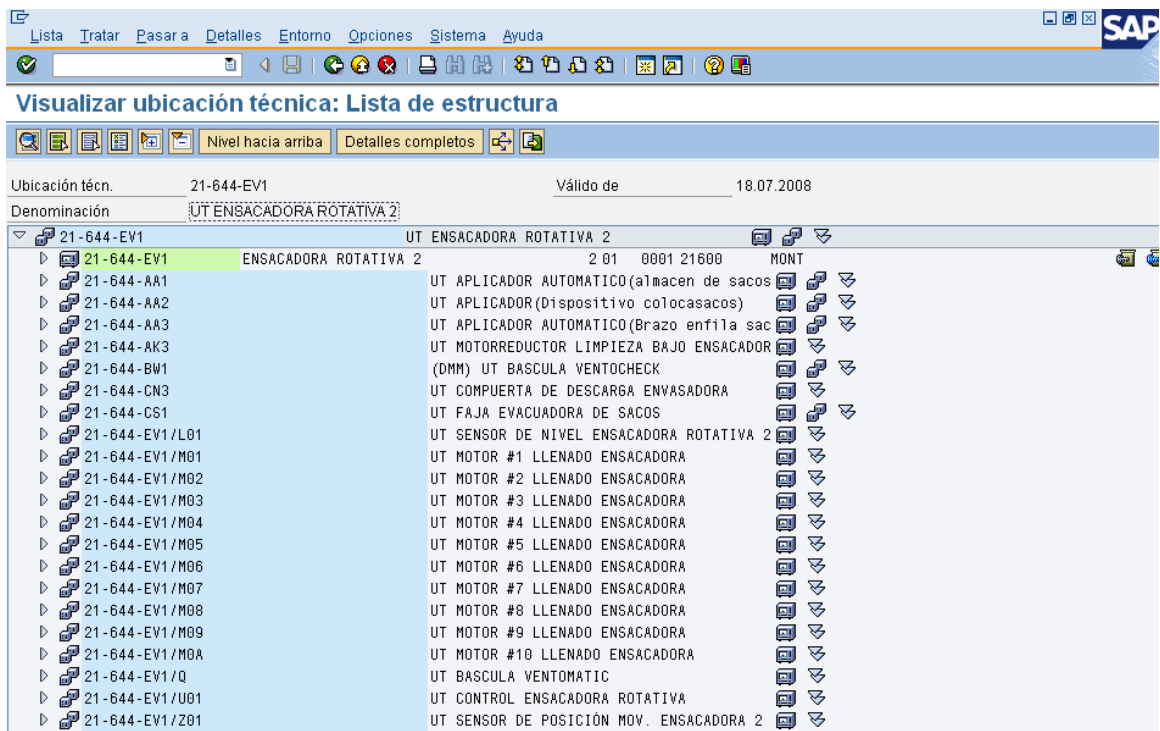 Lista Tratar Pasar a Detalles Entorno Opciones Sistema Ayuda
SAP
Visualizar ubicación técnica: Lista de estructura
Nivel hacia arriba Detalles completos
Ubicación técn. 21-644-EV1 Válido de 18.07.2008
Denominación UT ENSACADORA ROTATIVA 2
21-644-EV1 UT ENSACADORA ROTATIVA 2
21-644-EV1 ENSACADORA ROTATIVA 2 2 01 0001 21600 MONT
21-644-AA1 UT APLICADOR AUTOMATICO(almacen de sacos
21-644-AA2 UT APLICADOR(Dispositivo colocasacos)
21-644-AA3 UT APLICADOR AUTOMATICO(Brazo enfila sac
21-644-AK3 UT MOTORREDUCTOR LIMPIEZA BAJO ENSACADOR
21-644-BW1 (DMM) UT BASCULA VENTOCHECK
21-644-CN3 UT COMPUERTA DE DESCARGA ENVASADORA
21-644-CS1 UT FAJA EVACUADORA DE SACOS
21-644-EV1/L01 UT SENSOR DE NIVEL ENSACADORA ROTATIVA 2
21-644-EV1/M01 UT MOTOR #1 LLENADO ENSACADORA
21-644-EV1/M02 UT MOTOR #2 LLENADO ENSACADORA
21-644-EV1/M03 UT MOTOR #3 LLENADO ENSACADORA
21-644-EV1/M04 UT MOTOR #4 LLENADO ENSACADORA
21-644-EV1/M05 UT MOTOR #5 LLENADO ENSACADORA
21-644-EV1/M06 UT MOTOR #6 LLENADO ENSACADORA
21-644-EV1/M07 UT MOTOR #7 LLENADO ENSACADORA
21-644-EV1/M08 UT MOTOR #8 LLENADO ENSACADORA
21-644-EV1/M09 UT MOTOR #9 LLENADO ENSACADORA
21-644-EV1/M0A UT MOTOR #10 LLENADO ENSACADORA
21-644-EV1/Q UT BASCULA VENTOMATIC
21-644-EV1/U01 UT CONTROL ENSACADORA ROTATIVA
21-644-EV1/Z01 UT SENSOR DE POSICIÓN MOV. ENSACADORA 2